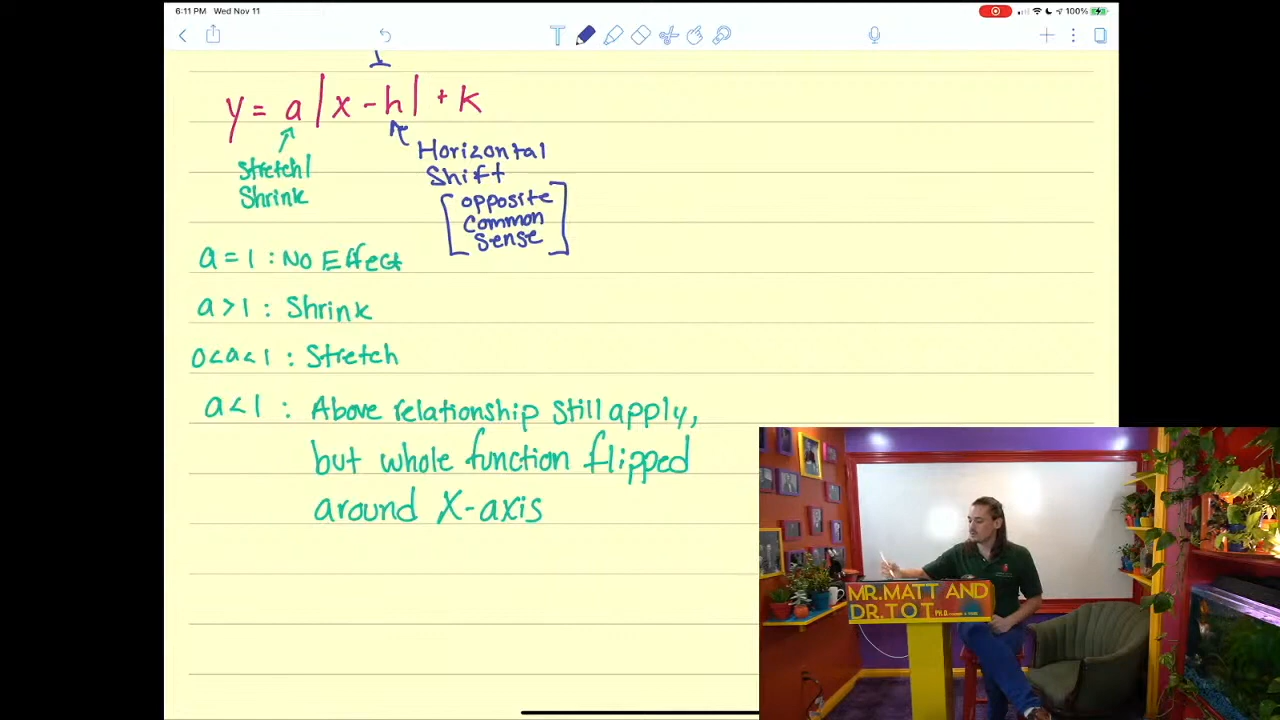 6:11 PM Wed Nov 11
100%
y = a|x - h| + k
Stretch/
Shrink
Horizontal
Shift
[opposite
Common
Sense]
a = 1 : No Effect
a > 1 : Shrink
0 < a < 1 : Stretch
a < 1 : Above relationship still apply,
but whole function flipped
around X-axis
MR.MATT AND
DR.T.O.T. PH.D.